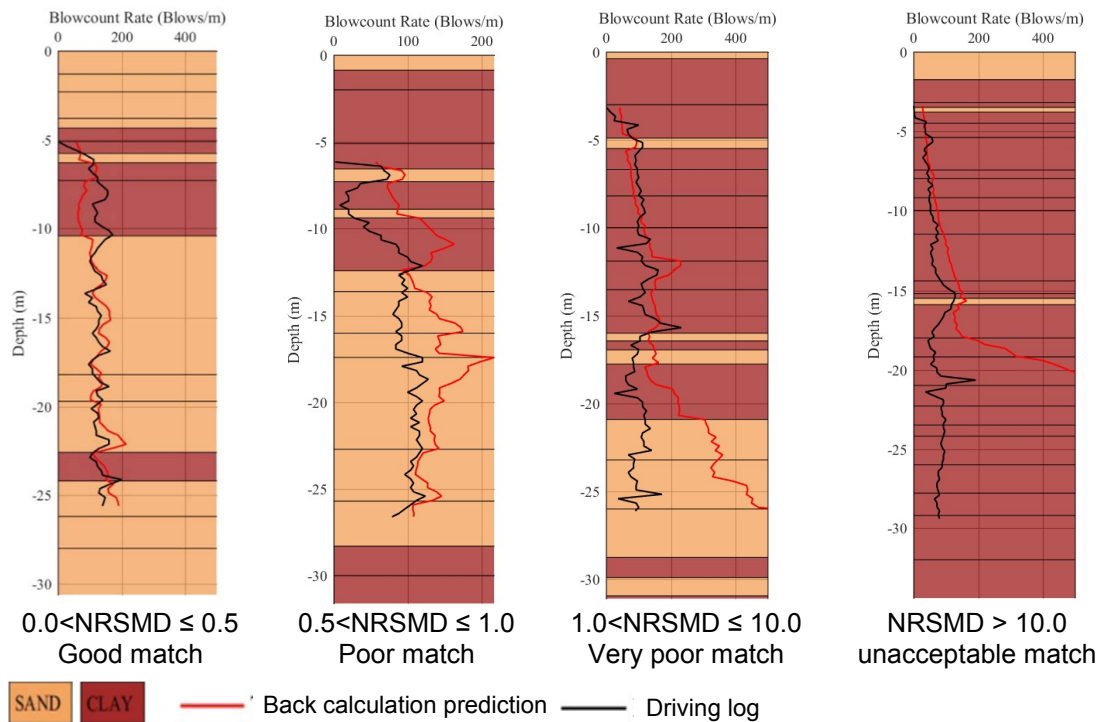 Blowcount Rate (Blows/m)
0 200 400
0
-5
-10
-15
-20
-25
-30
Depth (m)
0.0<NRSMD ≤ 0.5
Good match
Blowcount Rate (Blows/m)
0 100 200
0
-5
-10
-15
-20
-25
-30
Depth (m)
0.5<NRSMD ≤ 1.0
Poor match
Blowcount Rate (Blows/m)
0 200 400
0
-5
-10
-15
-20
-25
-30
Depth (m)
1.0<NRSMD ≤ 10.0
Very poor match
Blowcount Rate (Blows/m)
0 200 400
0
-5
-10
-15
-20
-25
-30
Depth (m)
NRSMD > 10.0
unacceptable match
SAND CLAY Back calculation prediction Driving log